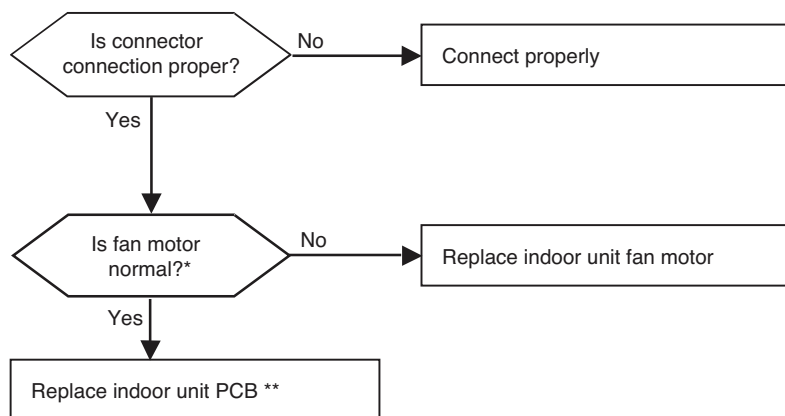 Is connector
connection proper?
No
Connect properly
Yes
Is fan motor
normal?*
No
Replace indoor unit fan motor
Yes
Replace indoor unit PCB **